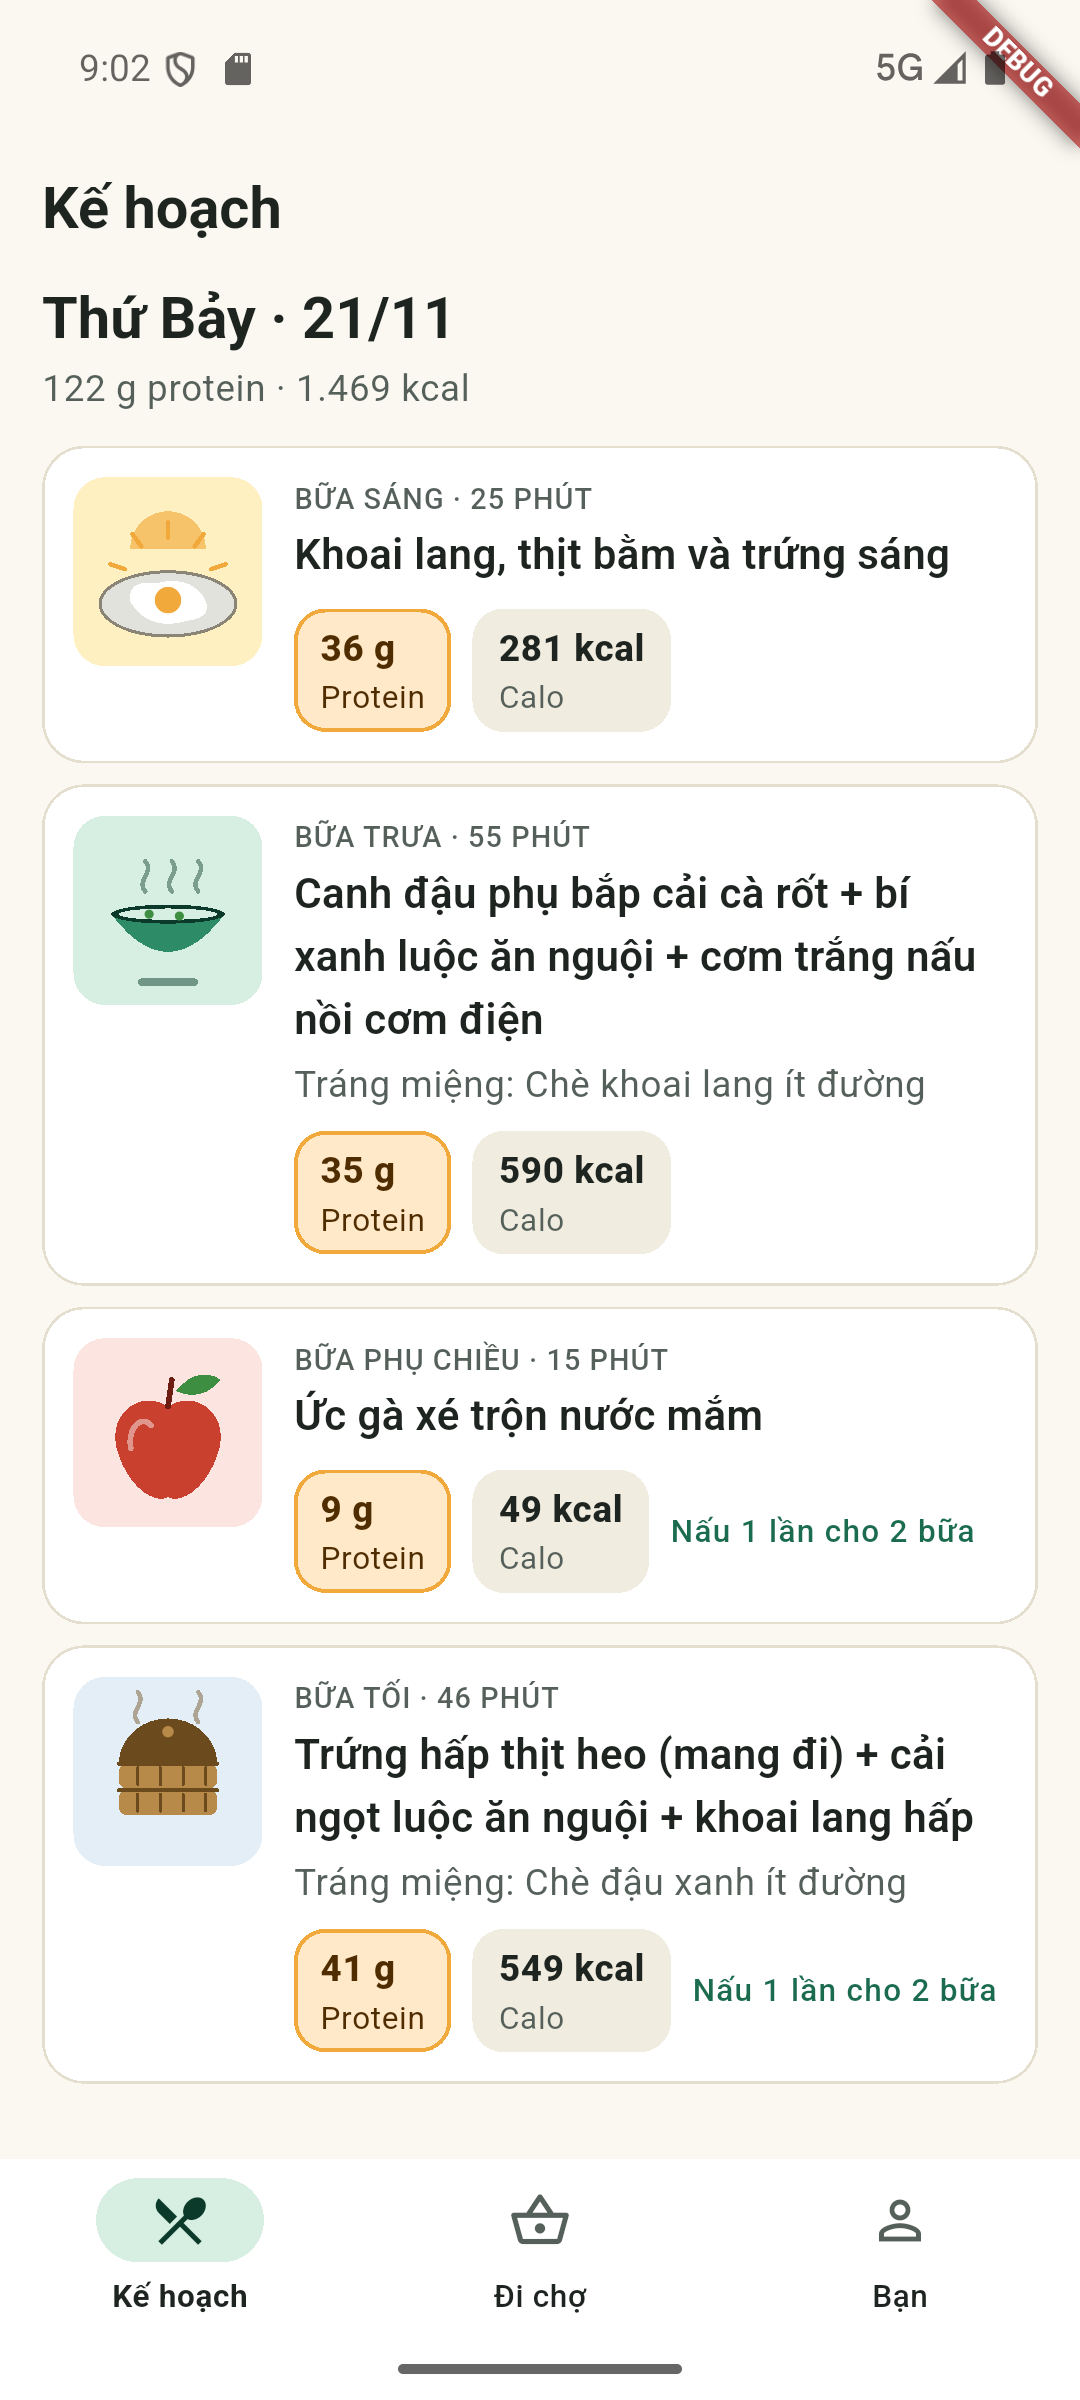 9:02
5G
DEBUG
Kế hoạch
Thứ Bảy · 21/11
122 g protein · 1.469 kcal
BỮA SÁNG · 25 PHÚT
Khoai lang, thịt bằm và trứng sáng
36 g
Protein
281 kcal
Calo
BỮA TRƯA · 55 PHÚT
Canh đậu phụ bắp cải cà rốt + bí
xanh luộc ăn nguội + cơm trắng nấu
nồi cơm điện
Tráng miệng: Chè khoai lang ít đường
35 g
Protein
590 kcal
Calo
BỮA PHỤ CHIỀU · 15 PHÚT
Ức gà xé trộn nước mắm
9 g
Protein
49 kcal
Calo
Nấu 1 lần cho 2 bữa
BỮA TỐI · 46 PHÚT
Trứng hấp thịt heo (mang đi) + cải
ngọt luộc ăn nguội + khoai lang hấp
Tráng miệng: Chè đậu xanh ít đường
41 g
Protein
549 kcal
Calo
Nấu 1 lần cho 2 bữa
Kế hoạch
Đi chợ
Bạn